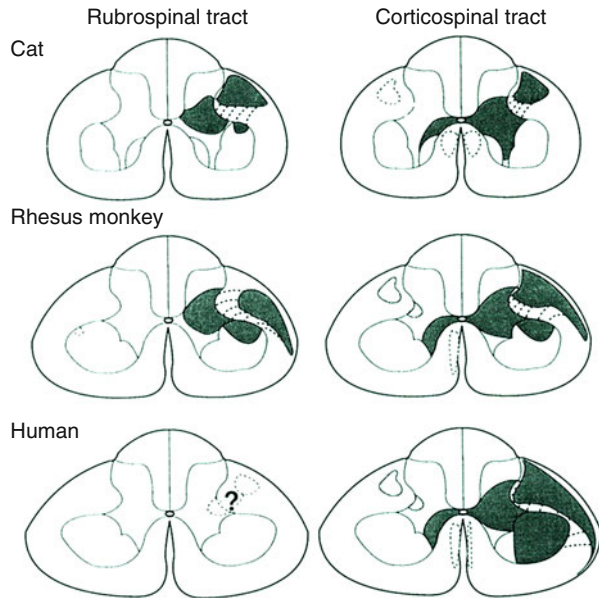 Rubrospinal tract
Corticospinal tract
Cat
Rhesus monkey
Human
?